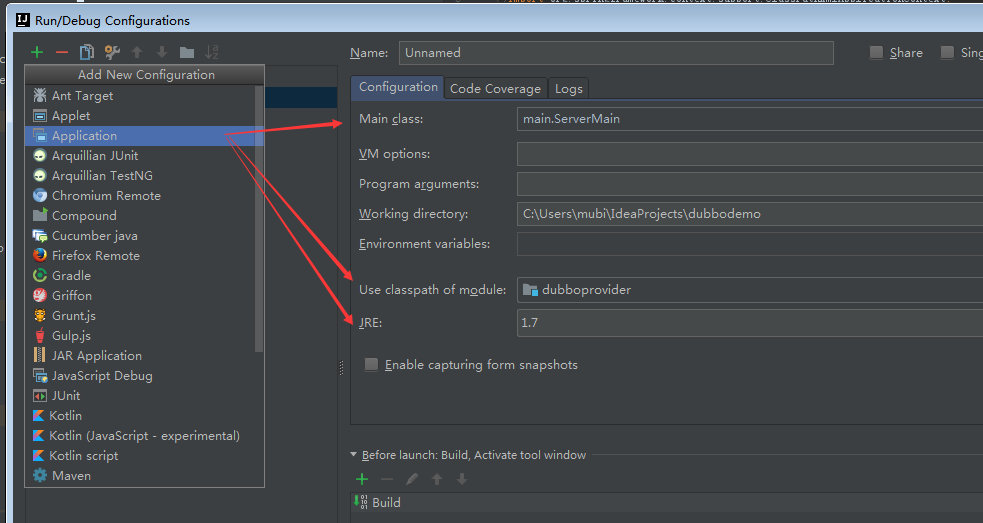 Run/Debug Configurations
Add New Configuration
Ant Target
Applet
Application
Arquillian JUnit
Arquillian TestNG
Chromium Remote
Compound
Cucumber java
Firefox Remote
Gradle
Griffon
Grunt.js
Gulp.js
JAR Application
JavaScript Debug
JUnit
Kotlin
Kotlin (JavaScript - experimental)
Kotlin script
Maven
Name: Unnamed Share Sing
Configuration Code Coverage Logs
Main class: main.ServerMain
VM options:
Program arguments:
Working directory: C:\Users\mubi\IdeaProjects\dubbodemo
Environment variables:
Use classpath of module: dubboprovider
JRE: 1.7
Enable capturing form snapshots
Before launch: Build, Activate tool window
Build